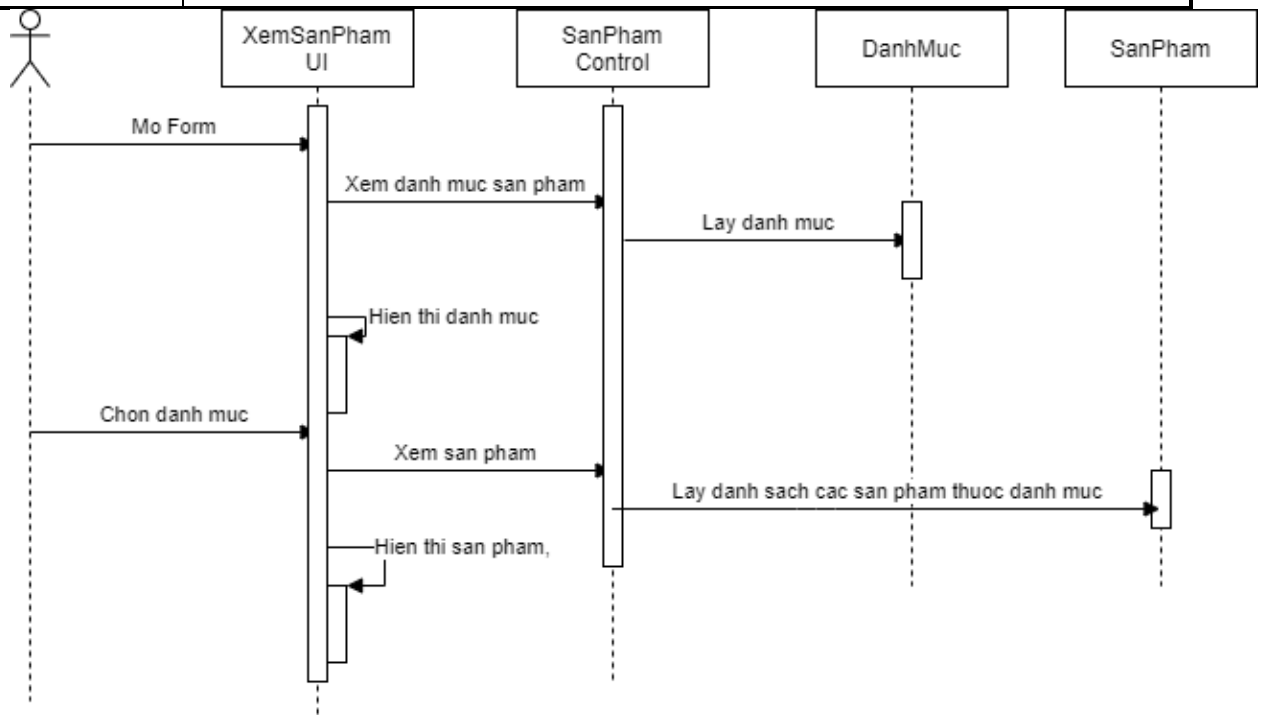 XemSanPham
UI
SanPham
Control
DanhMuc
SanPham
Mo Form
Xem danh muc san pham
Lay danh muc
Hien thi danh muc
Chon danh muc
Xem san pham
Lay danh sach cac san pham thuoc danh muc
Hien thi san pham,